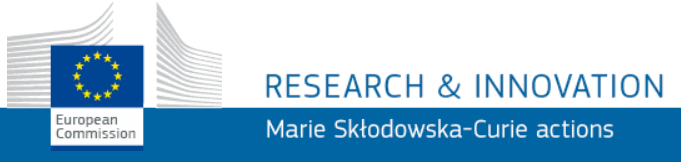 RESEARCH & INNOVATION
European
Commission
Marie Skłodowska-Curie actions